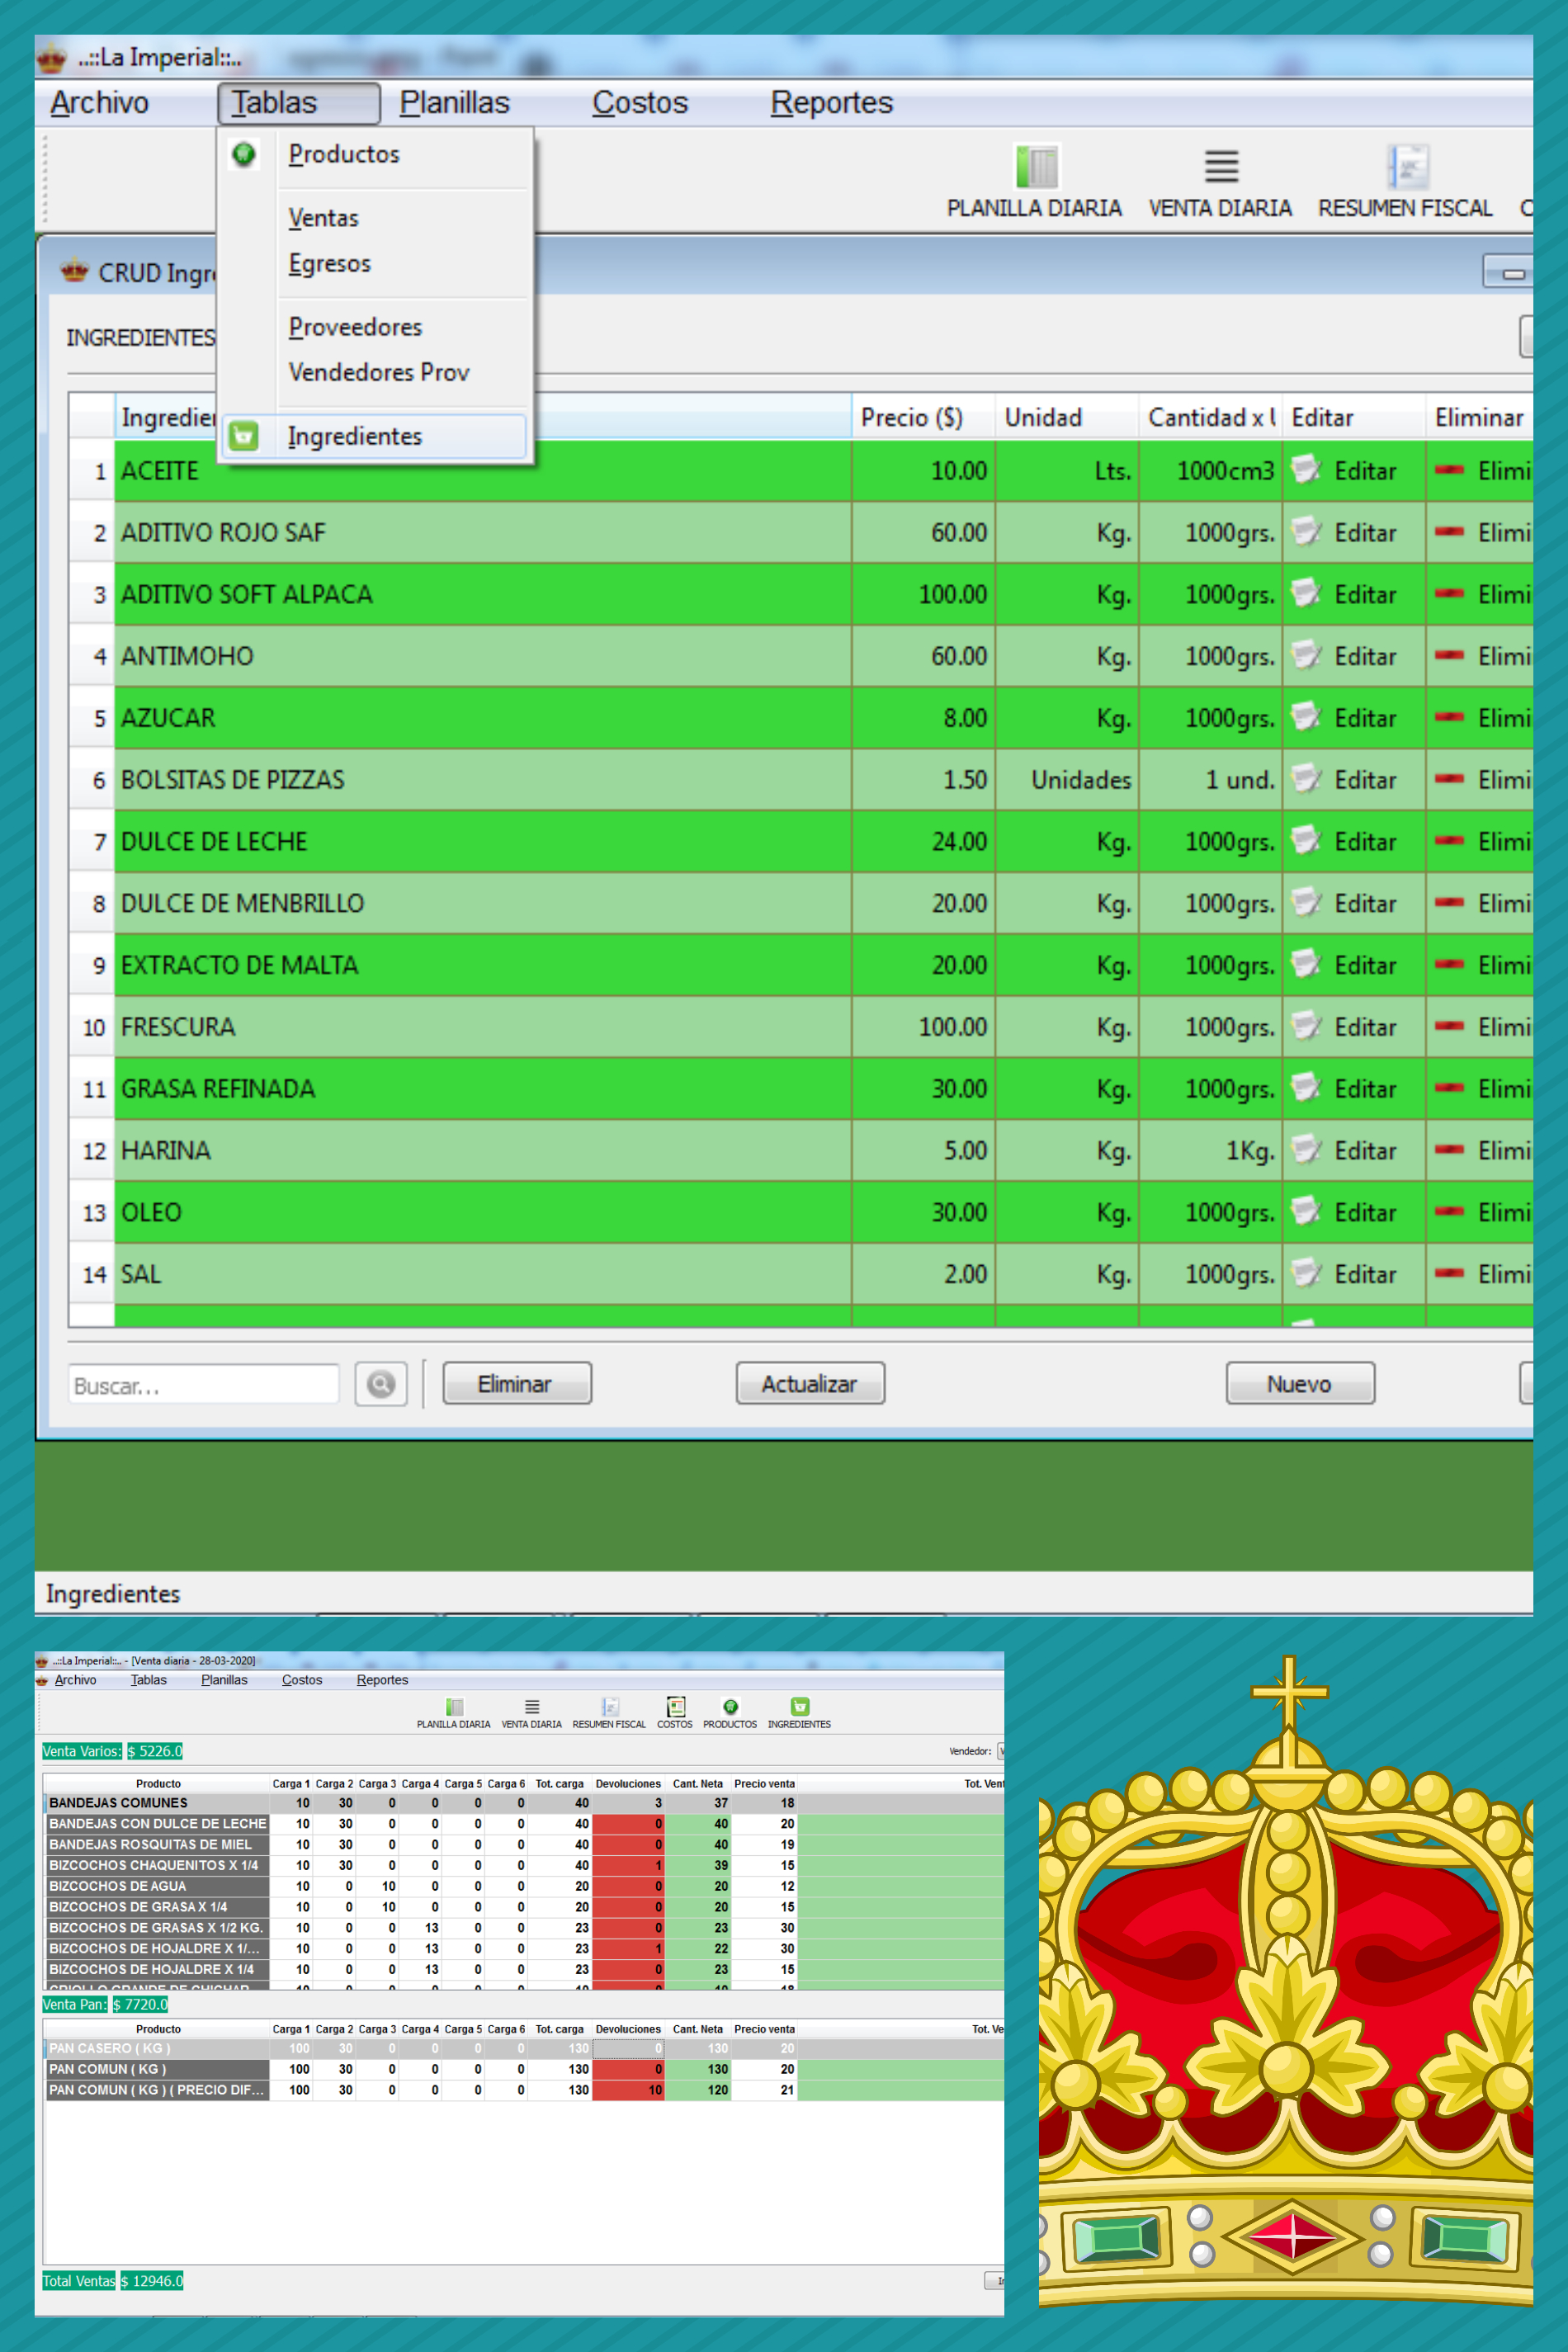 ..::La Imperial::..
Archivo Tablas Planillas Costos Reportes
Productos
Ventas
Egresos
Proveedores
Vendedores Prov
Ingredientes
PLANILLA DIARIA VENTA DIARIA RESUMEN FISCAL C
CRUD Ingr
INGREDIENTES
Ingredier Precio ($) Unidad Cantidad x U Editar Eliminar
1 ACEITE 10.00 Lts. 1000cm3 Editar Elimi
2 ADITIVO ROJO SAF 60.00 Kg. 1000grs. Editar Elimi
3 ADITIVO SOFT ALPACA 100.00 Kg. 1000grs. Editar Elimi
4 ANTIMOHO 60.00 Kg. 1000grs. Editar Elimi
5 AZUCAR 8.00 Kg. 1000grs. Editar Elimi
6 BOLSITAS DE PIZZAS 1.50 Unidades 1 und. Editar Elimi
7 DULCE DE LECHE 24.00 Kg. 1000grs. Editar Elimi
8 DULCE DE MENBRILLO 20.00 Kg. 1000grs. Editar Elimi
9 EXTRACTO DE MALTA 20.00 Kg. 1000grs. Editar Elimi
10 FRESCURA 100.00 Kg. 1000grs. Editar Elimi
11 GRASA REFINADA 30.00 Kg. 1000grs. Editar Elimi
12 HARINA 5.00 Kg. 1Kg. Editar Elimi
13 OLEO 30.00 Kg. 1000grs. Editar Elimi
14 SAL 2.00 Kg. 1000grs. Editar Elimi
Buscar... Eliminar Actualizar Nuevo
Ingredientes
..::La Imperial::.. - [Venta diaria - 28-03-2020]
Archivo Tablas Planillas Costos Reportes
PLANILLA DIARIA VENTA DIARIA RESUMEN FISCAL COSTOS PRODUCTOS INGREDIENTES
Venta Varios: $ 5226.0 Vendedor:
Producto Carga 1 Carga 2 Carga 3 Carga 4 Carga 5 Carga 6 Tot. carga Devoluciones Cant. Neta Precio venta Tot. Vent
BANDEJAS COMUNES 10 30 0 0 0 0 40 3 37 18
BANDEJAS CON DULCE DE LECHE 10 30 0 0 0 0 40 0 40 20
BANDEJAS ROSQUITAS DE MIEL 10 30 0 0 0 0 40 0 40 19
BIZCOCHOS CHAQUENITOS X 1/4 10 30 0 0 0 0 40 1 39 15
BIZCOCHOS DE AGUA 10 0 10 0 0 0 20 0 20 12
BIZCOCHOS DE GRASA X 1/4 10 0 10 0 0 0 20 0 20 15
BIZCOCHOS DE GRASAS X 1/2 KG. 10 0 0 13 0 0 23 0 23 30
BIZCOCHOS DE HOJALDRE X 1/... 10 0 0 13 0 0 23 1 22 30
BIZCOCHOS DE HOJALDRE X 1/4 10 0 0 13 0 0 23 0 23 15
Venta Pan: $ 7720.0
Producto Carga 1 Carga 2 Carga 3 Carga 4 Carga 5 Carga 6 Tot. carga Devoluciones Cant. Neta Precio venta Tot. Ve
PAN CASERO ( KG ) 100 30 0 0 0 0 130 0 130 20
PAN COMUN ( KG ) 100 30 0 0 0 0 130 0 130 20
PAN COMUN ( KG ) ( PRECIO DIF... 100 30 0 0 0 0 130 10 120 21
Total Ventas $ 12946.0